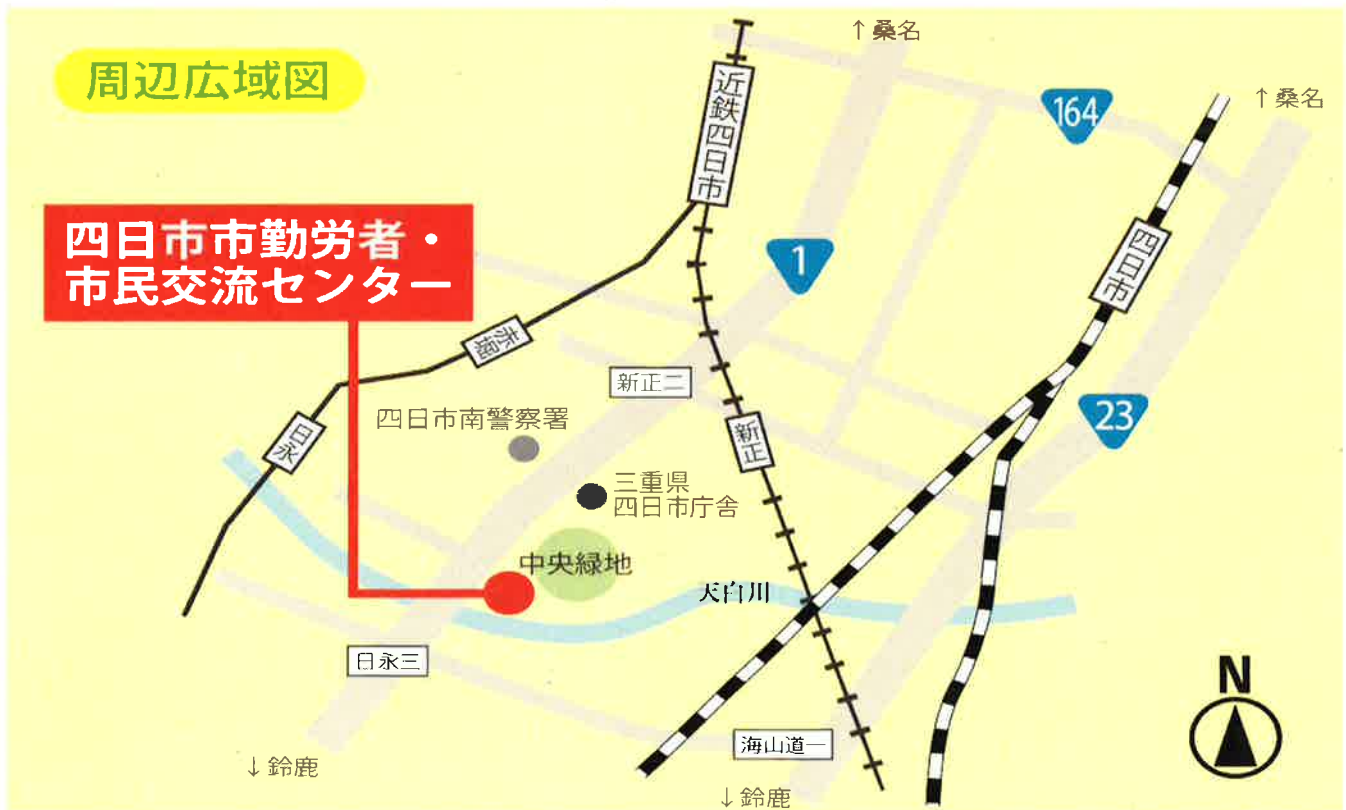 周辺広域図
↑桑名
↑桑名
近鉄四日市
164
四日市市勤労者・
市民交流センター
1
四日市
赤堀
新正二
四日市南警察署
23
日永
新正
三重県
四日市庁舎
中央緑地
天白川
日永三
海山道一
N
↓鈴鹿
↓鈴鹿